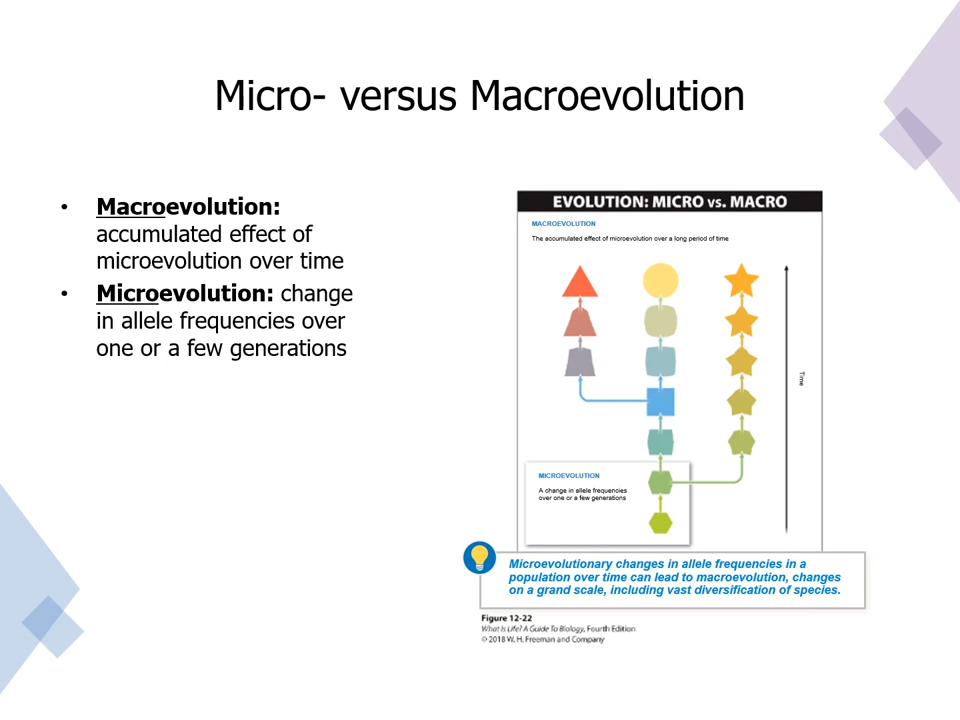 Micro- versus Macroevolution
• Macroevolution:
accumulated effect of
microevolution over time
• Microevolution: change
in allele frequencies over
one or a few generations
EVOLUTION: MICRO vs. MACRO
MACROEVOLUTION
The accumulated effect of microevolution over a long period of time
Time
MICROEVOLUTION
A change in allele frequencies
over one or a few generations
Microevolutionary changes in allele frequencies in a
population over time can lead to macroevolution, changes
on a grand scale, including vast diversification of species.
Figure 12-22
What Is Life? A Guide To Biology, Fourth Edition
© 2018 W. H. Freeman and Company